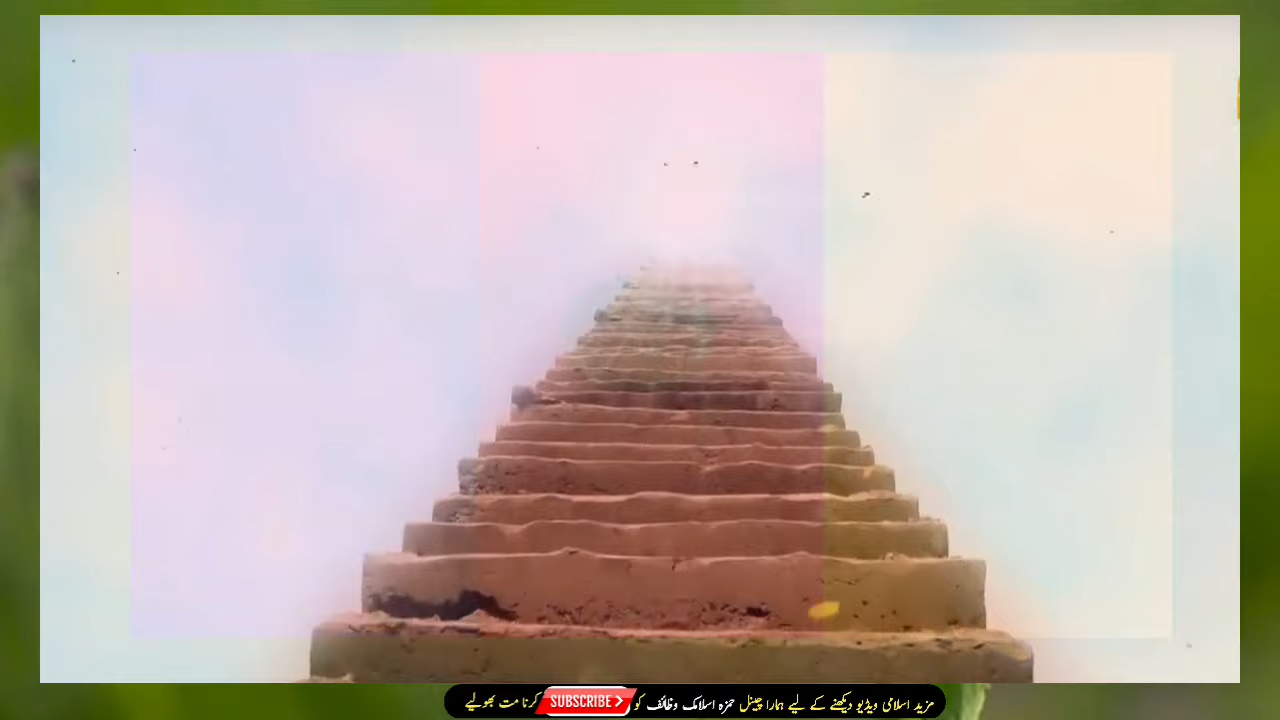 مزید اسلامی ویڈیو دیکھنے کے لیے ہمارا چینل حمزہ اسلامک وظائف کو SUBSCRIBE کرنا مت بھولیے